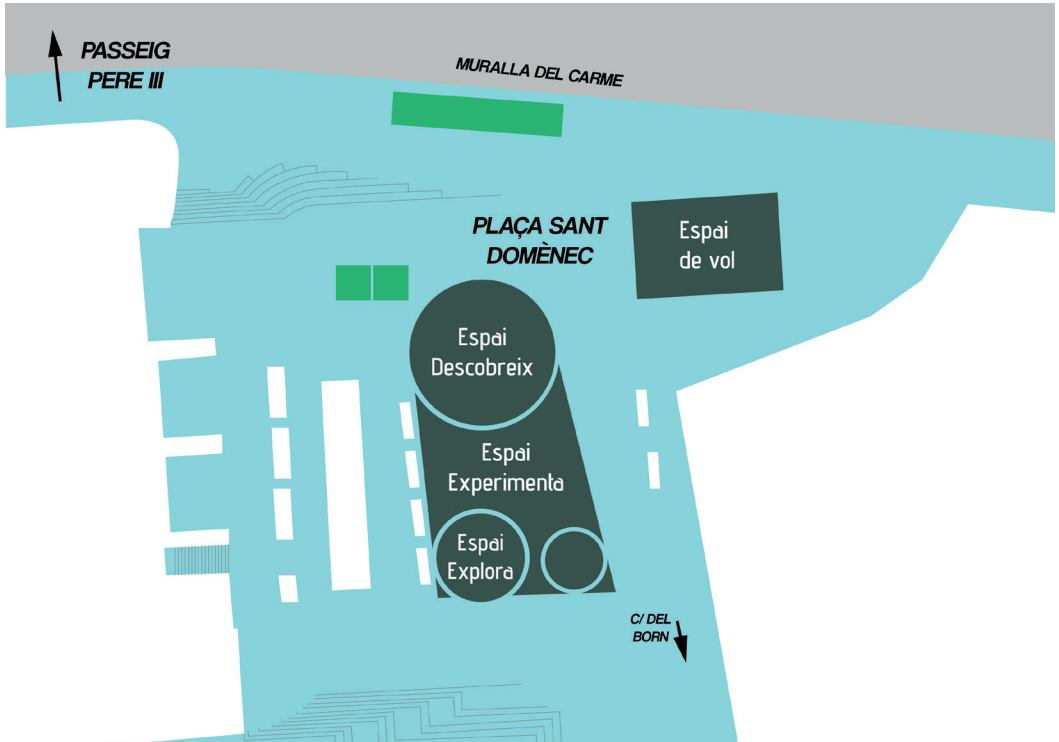 PASSEIG
PERE III
MURALLA DEL CARME
PLAÇA SANT
DOMÈNEC
Espai
de vol
Espai
Descobreix
Espai
Experimenta
Espai
Explora
C/ DEL
BORN